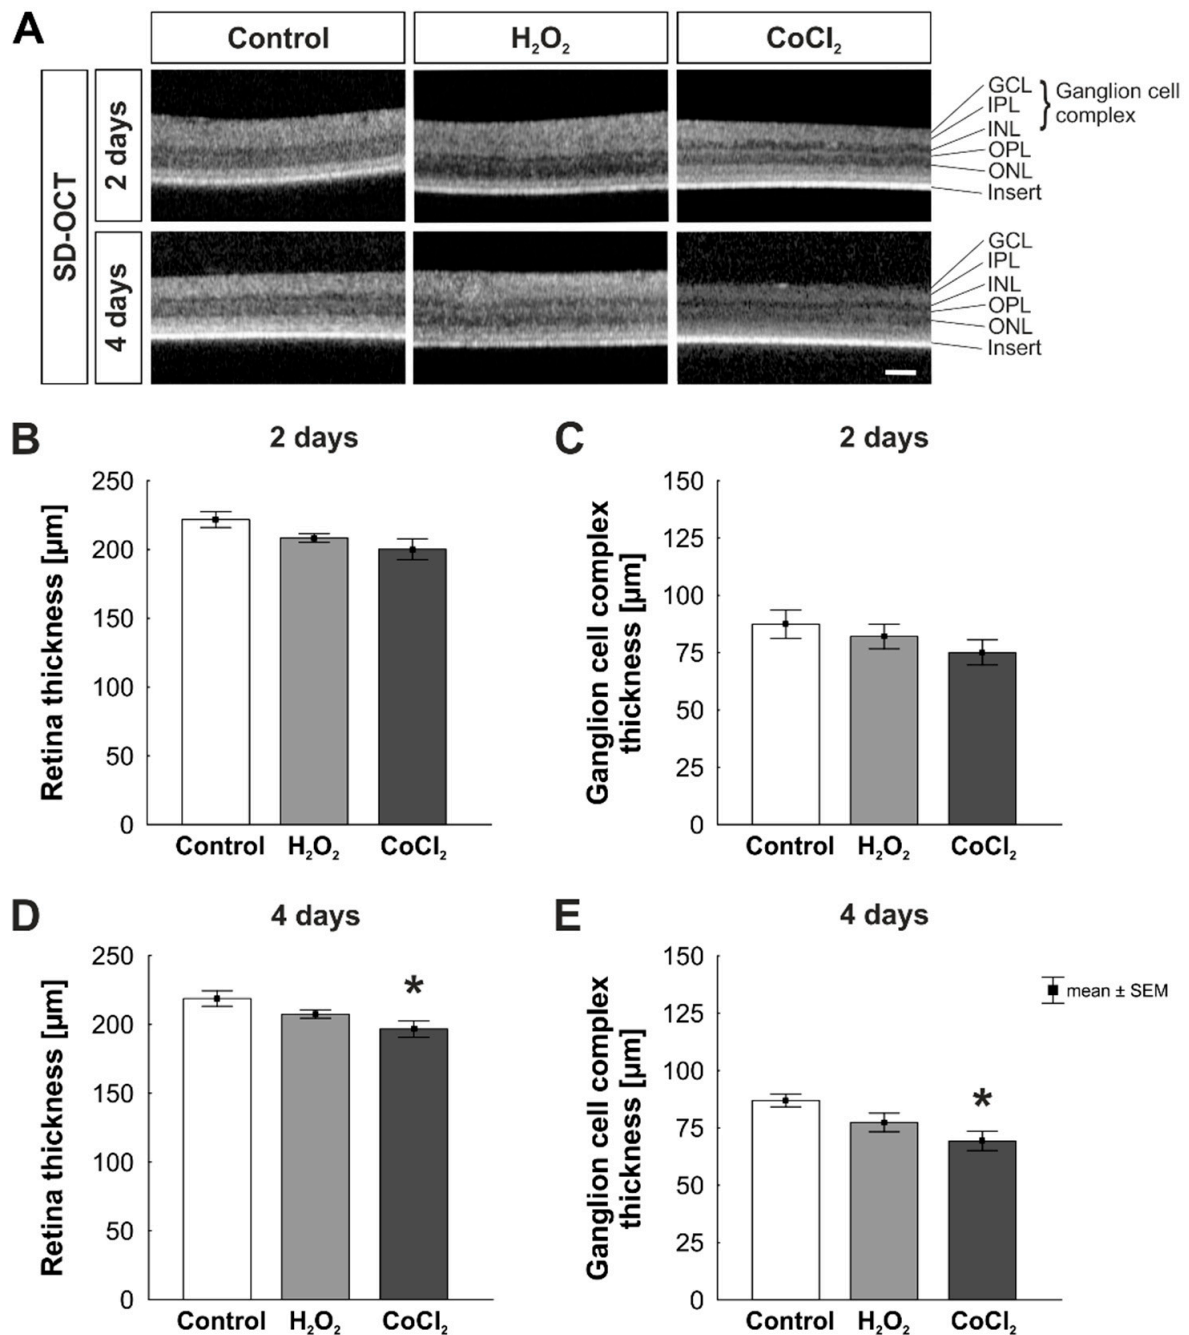 A
Control
H₂O₂
CoCl₂
SD-OCT
2 days
GCL
IPL
INL
OPL
ONL
Insert
Ganglion cell
complex
4 days
GCL
IPL
INL
OPL
ONL
Insert
B
2 days
Retina thickness [µm]
250
200
150
100
50
0
Control H₂O₂ CoCl₂
C
2 days
Ganglion cell complex
thickness [µm]
150
125
100
75
50
25
0
Control H₂O₂ CoCl₂
D
4 days
Retina thickness [µm]
250
200
150
100
50
0
*
Control H₂O₂ CoCl₂
E
4 days
Ganglion cell complex
thickness [µm]
150
125
100
75
50
25
0
*
mean ± SEM
Control H₂O₂ CoCl₂